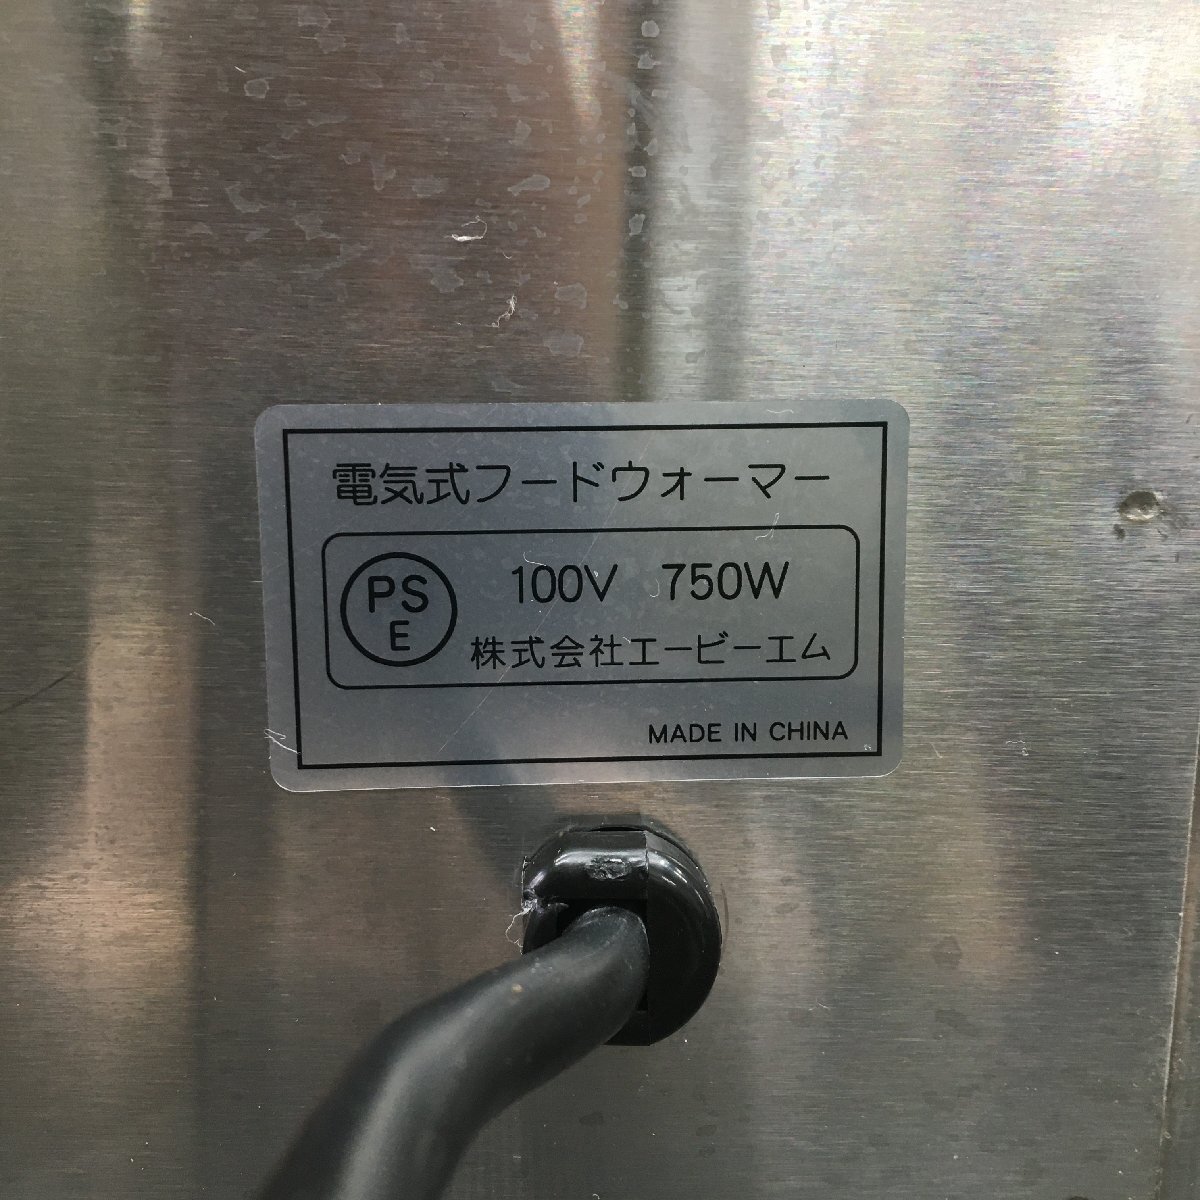 電気式フードウォーマー
PS
E
100V 750W
株式会社エービーエム
MADE IN CHINA